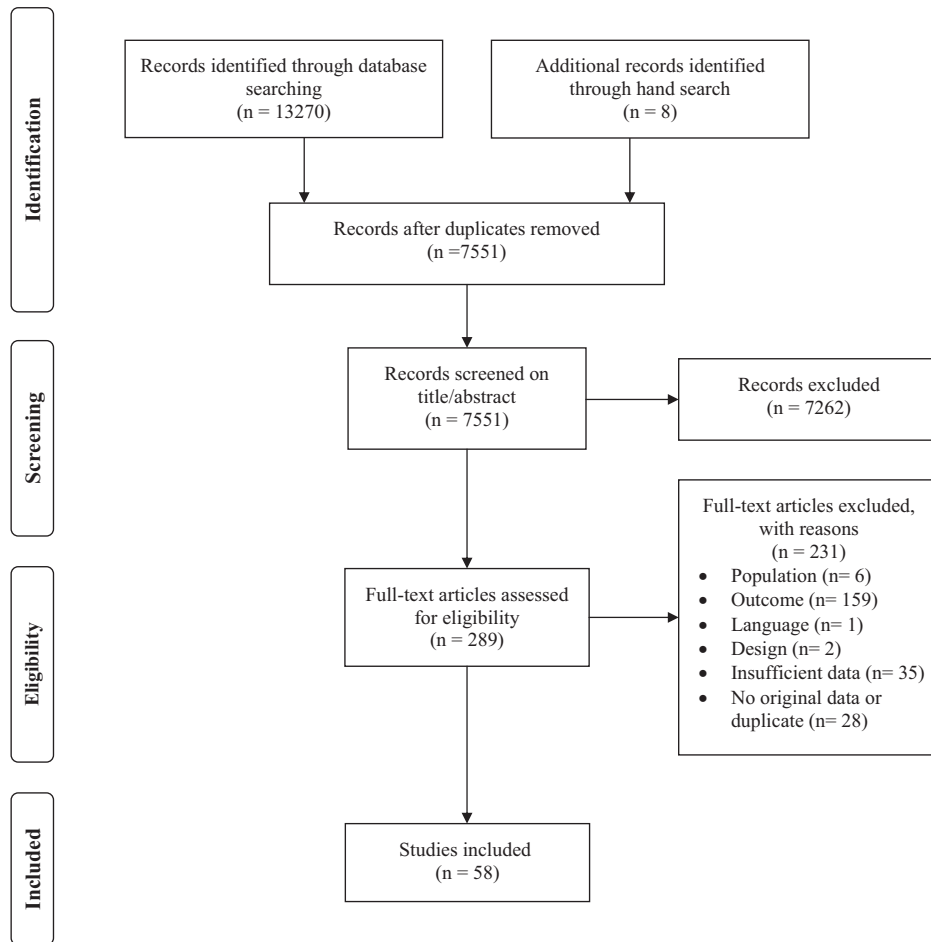 Identification
Records identified through database
searching
(n = 13270)
Additional records identified
through hand search
(n = 8)
Records after duplicates removed
(n =7551)
Screening
Records screened on
title/abstract
(n = 7551)
Records excluded
(n = 7262)
Eligibility
Full-text articles assessed
for eligibility
(n = 289)
Full-text articles excluded,
with reasons
(n = 231)
• Population (n= 6)
• Outcome (n= 159)
• Language (n= 1)
• Design (n= 2)
• Insufficient data (n= 35)
• No original data or
duplicate (n= 28)
Included
Studies included
(n = 58)